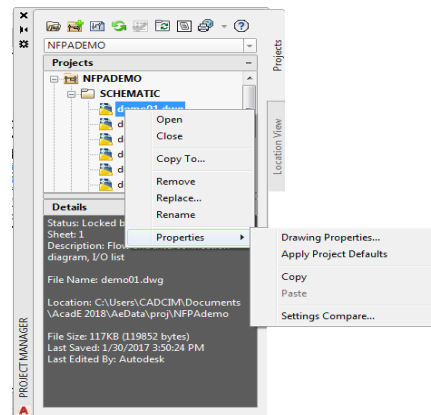 NFPADEMO
Projects
NFPADEMO
SCHEMATIC
demo01.dwg
d
d
d
d
d
Open
Close
Copy To...
Remove
Replace...
Rename
Properties
Drawing Properties...
Apply Project Defaults
Copy
Paste
Settings Compare...
Details
Status: Locked b
Sheet: 1
Description:
diagram, I/O list
File Name: demo01.dwg
Location: C:\Users\CADCIM\Documents
\AcadE 2018\AeData\proj\NFPAdemo
File Size: 117KB (119852 bytes)
Last Saved: 1/30/2017 3:50:24 PM
Last Edited By: Autodesk
Projects
Location View
PROJECT MANAGER